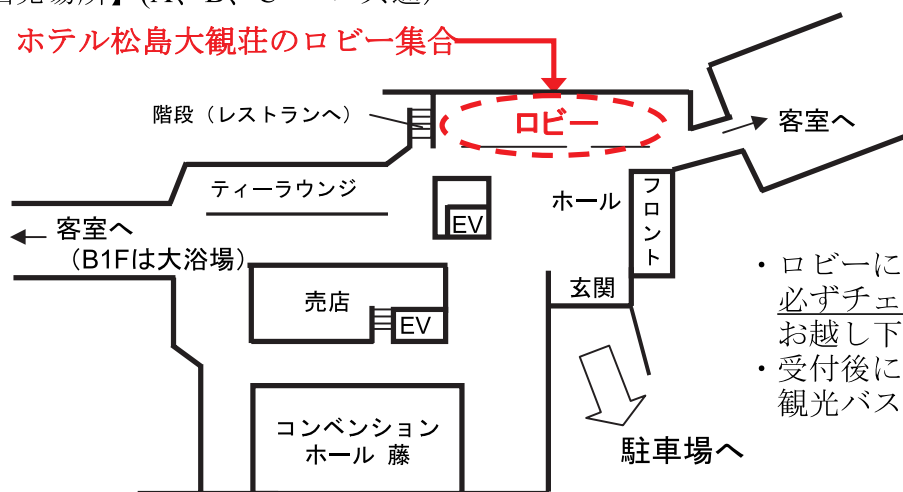 ホテル松島大観荘のロビー集合
階段（レストランへ）
ロビー
客室へ
ティーラウンジ
ホール
フロント
EV
客室へ
（B1Fは大浴場）
売店
EV
玄関
・ロビーに
必ずチェ
お越し下
・受付後に
観光バス
コンベンション
ホール 藤
駐車場へ